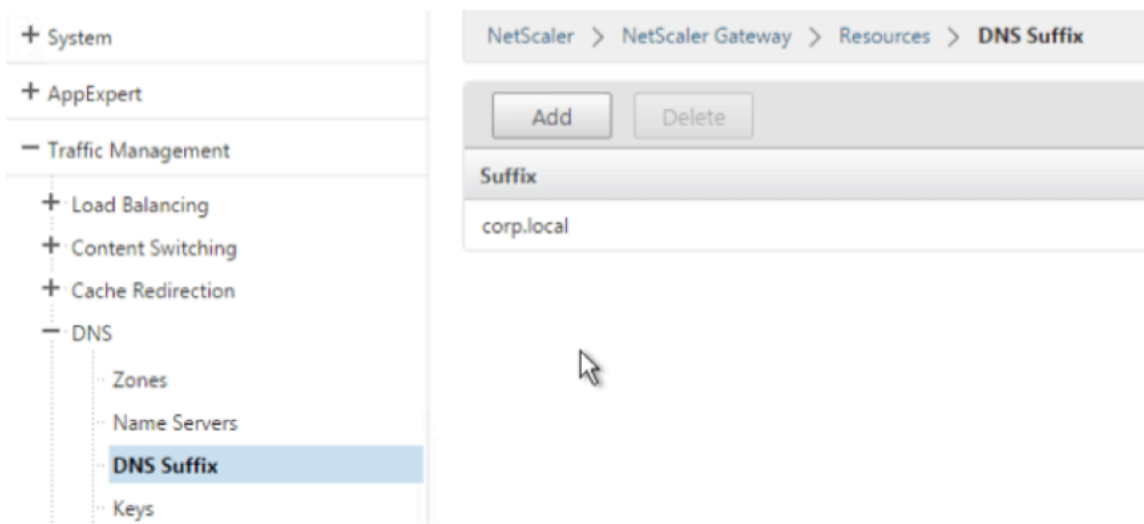 System
AppExpert
Traffic Management
Load Balancing
Content Switching
Cache Redirection
DNS
Zones
Name Servers
DNS Suffix
Keys
NetScaler > NetScaler Gateway > Resources > DNS Suffix
Add Delete
Suffix
corp.local